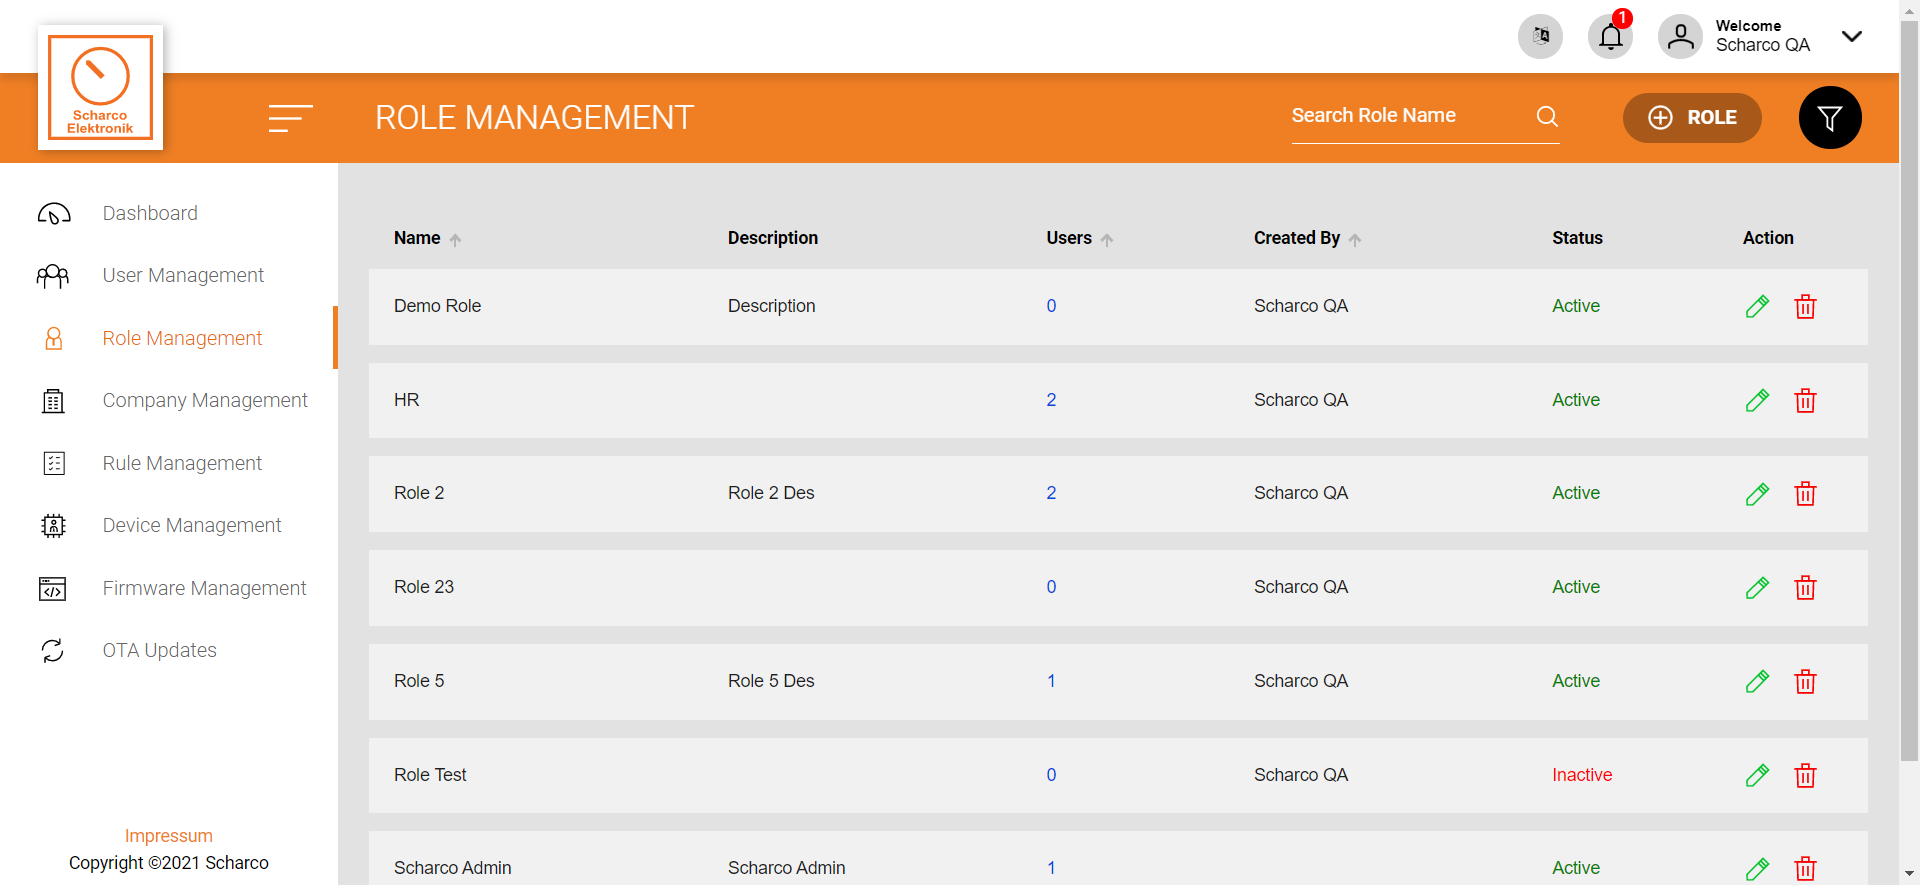 1
Welcome
Scharco QA
Scharco
Elektronik
ROLE MANAGEMENT
Search Role Name
ROLE
Dashboard
User Management
Role Management
Company Management
Rule Management
Device Management
Firmware Management
OTA Updates
Impressum
Copyright ©2021 Scharco
Name Description Users Created By Status Action
Demo Role Description 0 Scharco QA Active
HR 2 Scharco QA Active
Role 2 Role 2 Des 2 Scharco QA Active
Role 23 0 Scharco QA Active
Role 5 Role 5 Des 1 Scharco QA Active
Role Test 0 Scharco QA Inactive
Scharco Admin Scharco Admin 1 Active